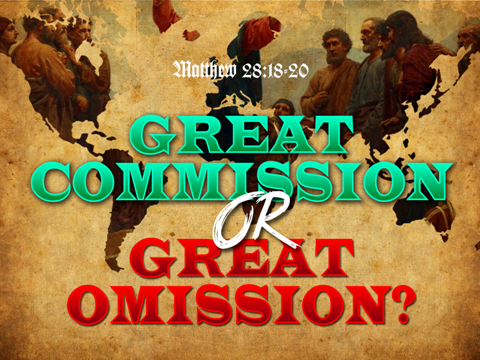 Matthew 28:18-20
GREAT
COMMISSION
OR
GREAT
OMISSION?